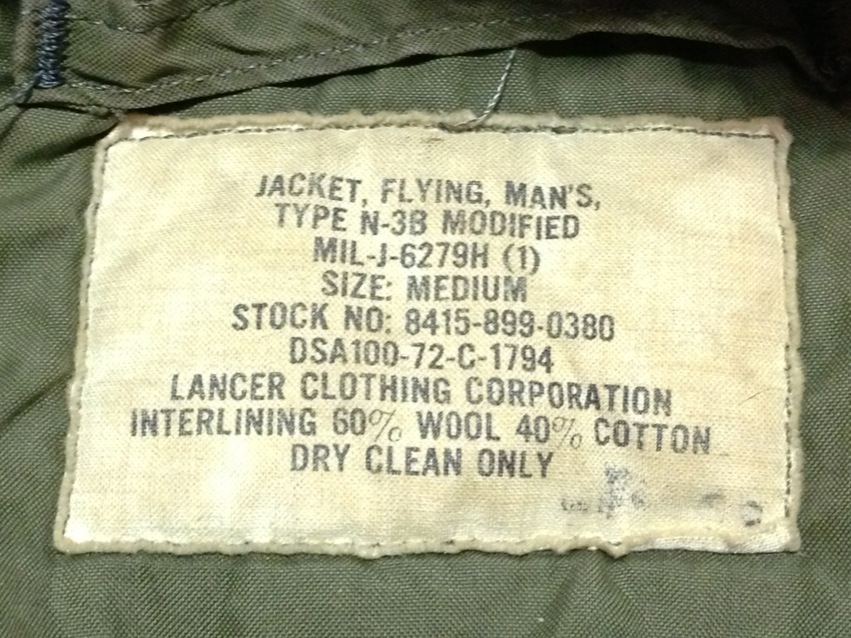 JACKET, FLYING, MAN'S,
TYPE N-3B MODIFIED
MIL-J-6279H (1)
SIZE: MEDIUM
STOCK NO: 8415-899-0380
DSA100-72-C-1794
LANCER CLOTHING CORPORATION
INTERLINING 60% WOOL 40% COTTON
DRY CLEAN ONLY